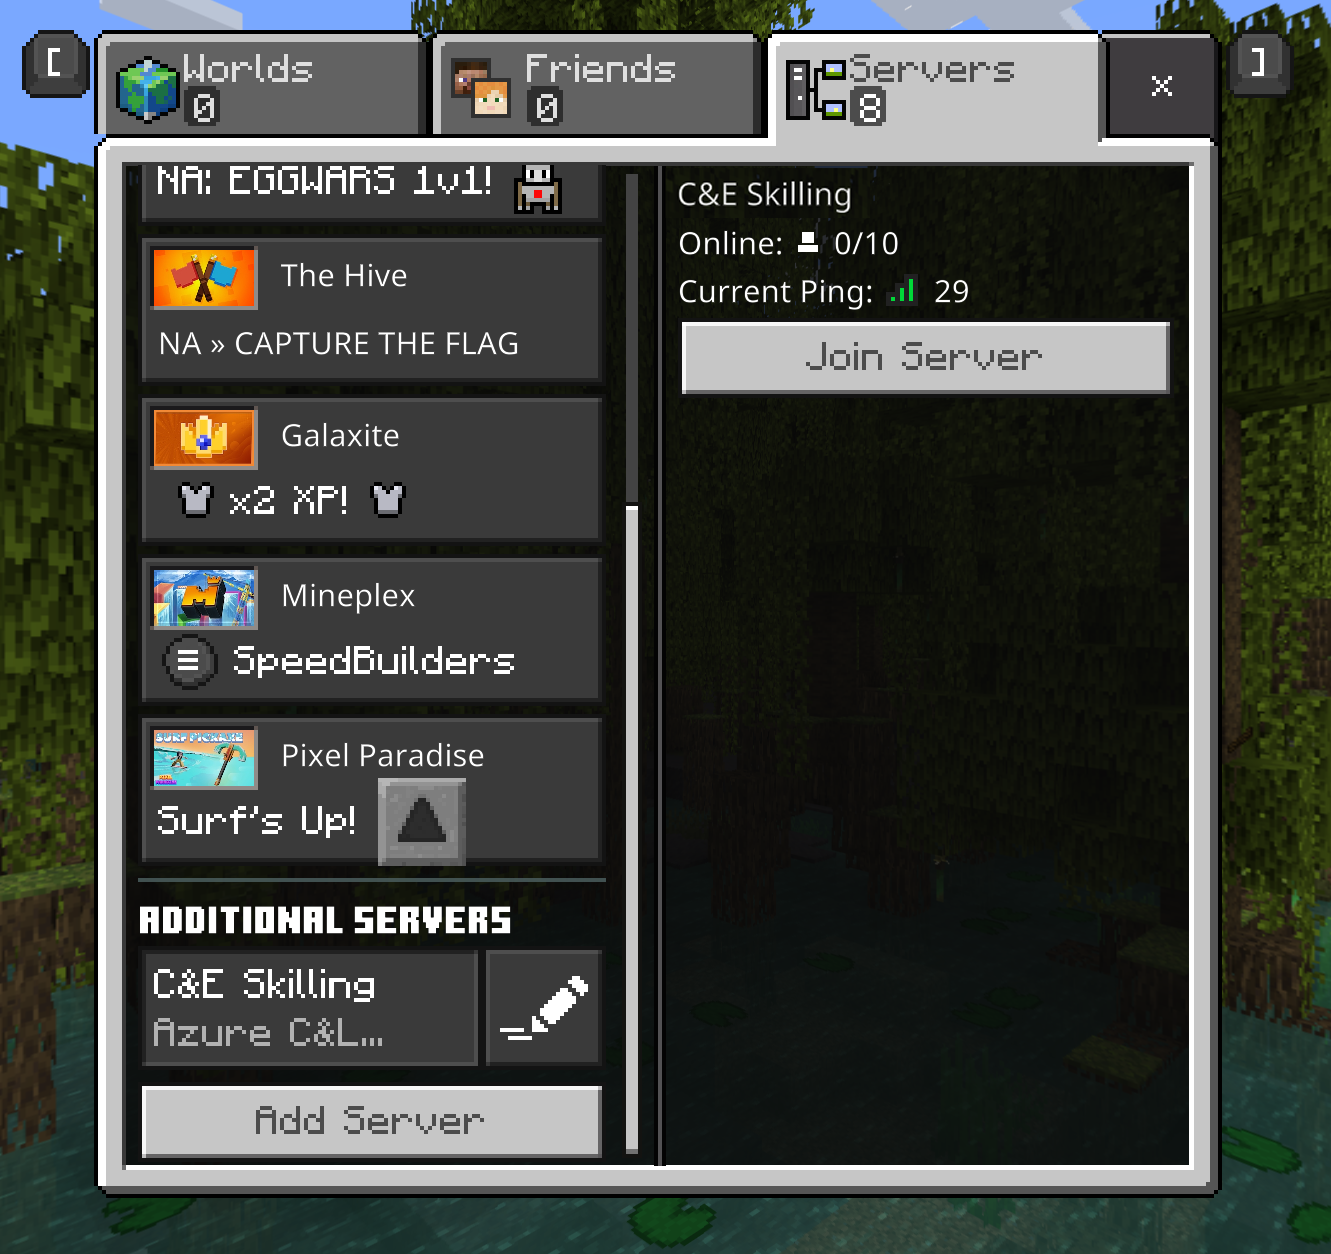 [
Worlds
0
Friends
0
Servers
8
x
]
NA: EGGWARS 1v1!
The Hive
NA » CAPTURE THE FLAG
Galaxite
x2 XP!
Mineplex
SpeedBuilders
Pixel Paradise
Surf's Up!
ADDITIONAL SERVERS
C&E Skilling
Azure C&L...
Add Server
C&E Skilling
Online: 0/10
Current Ping: 29
Join Server